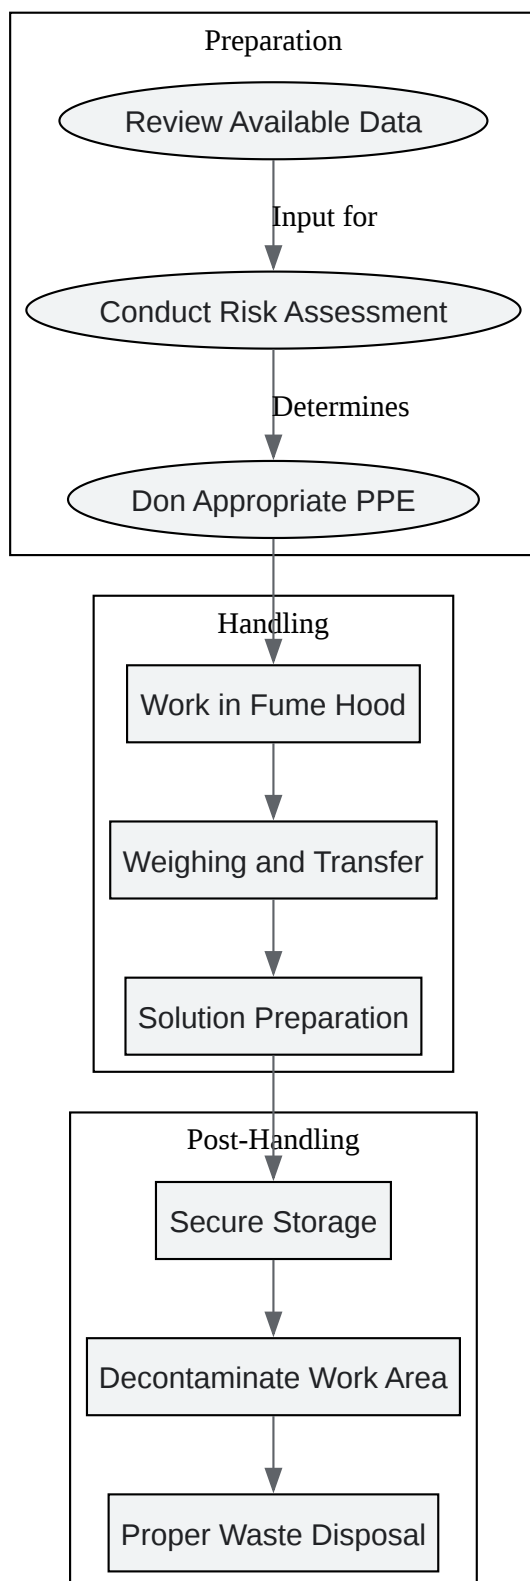 Preparation
Review Available Data
Input for
Conduct Risk Assessment
Determines
Don Appropriate PPE
Handling
Work in Fume Hood
Weighing and Transfer
Solution Preparation
Post-Handling
Secure Storage
Decontaminate Work Area
Proper Waste Disposal